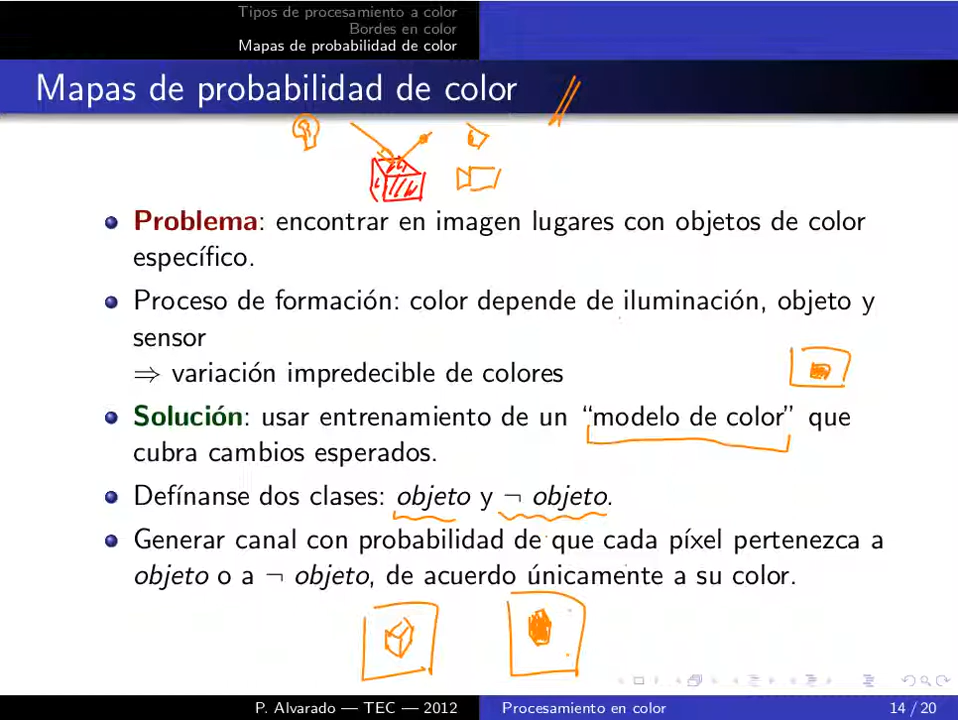 Tipos de procesamiento a color
Bordes en color
Mapas de probabilidad de color
Mapas de probabilidad de color
Problema: encontrar en imagen lugares con objetos de color
específico.
Proceso de formación: color depende de iluminación, objeto y
sensor
⇒ variación impredecible de colores
Solución: usar entrenamiento de un “modelo de color” que
cubra cambios esperados.
Defínanse dos clases: objeto y ¬ objeto.
Generar canal con probabilidad de que cada píxel pertenezca a
objeto o a ¬ objeto, de acuerdo únicamente a su color.
P. Alvarado — TEC — 2012
Procesamiento en color
14 / 20